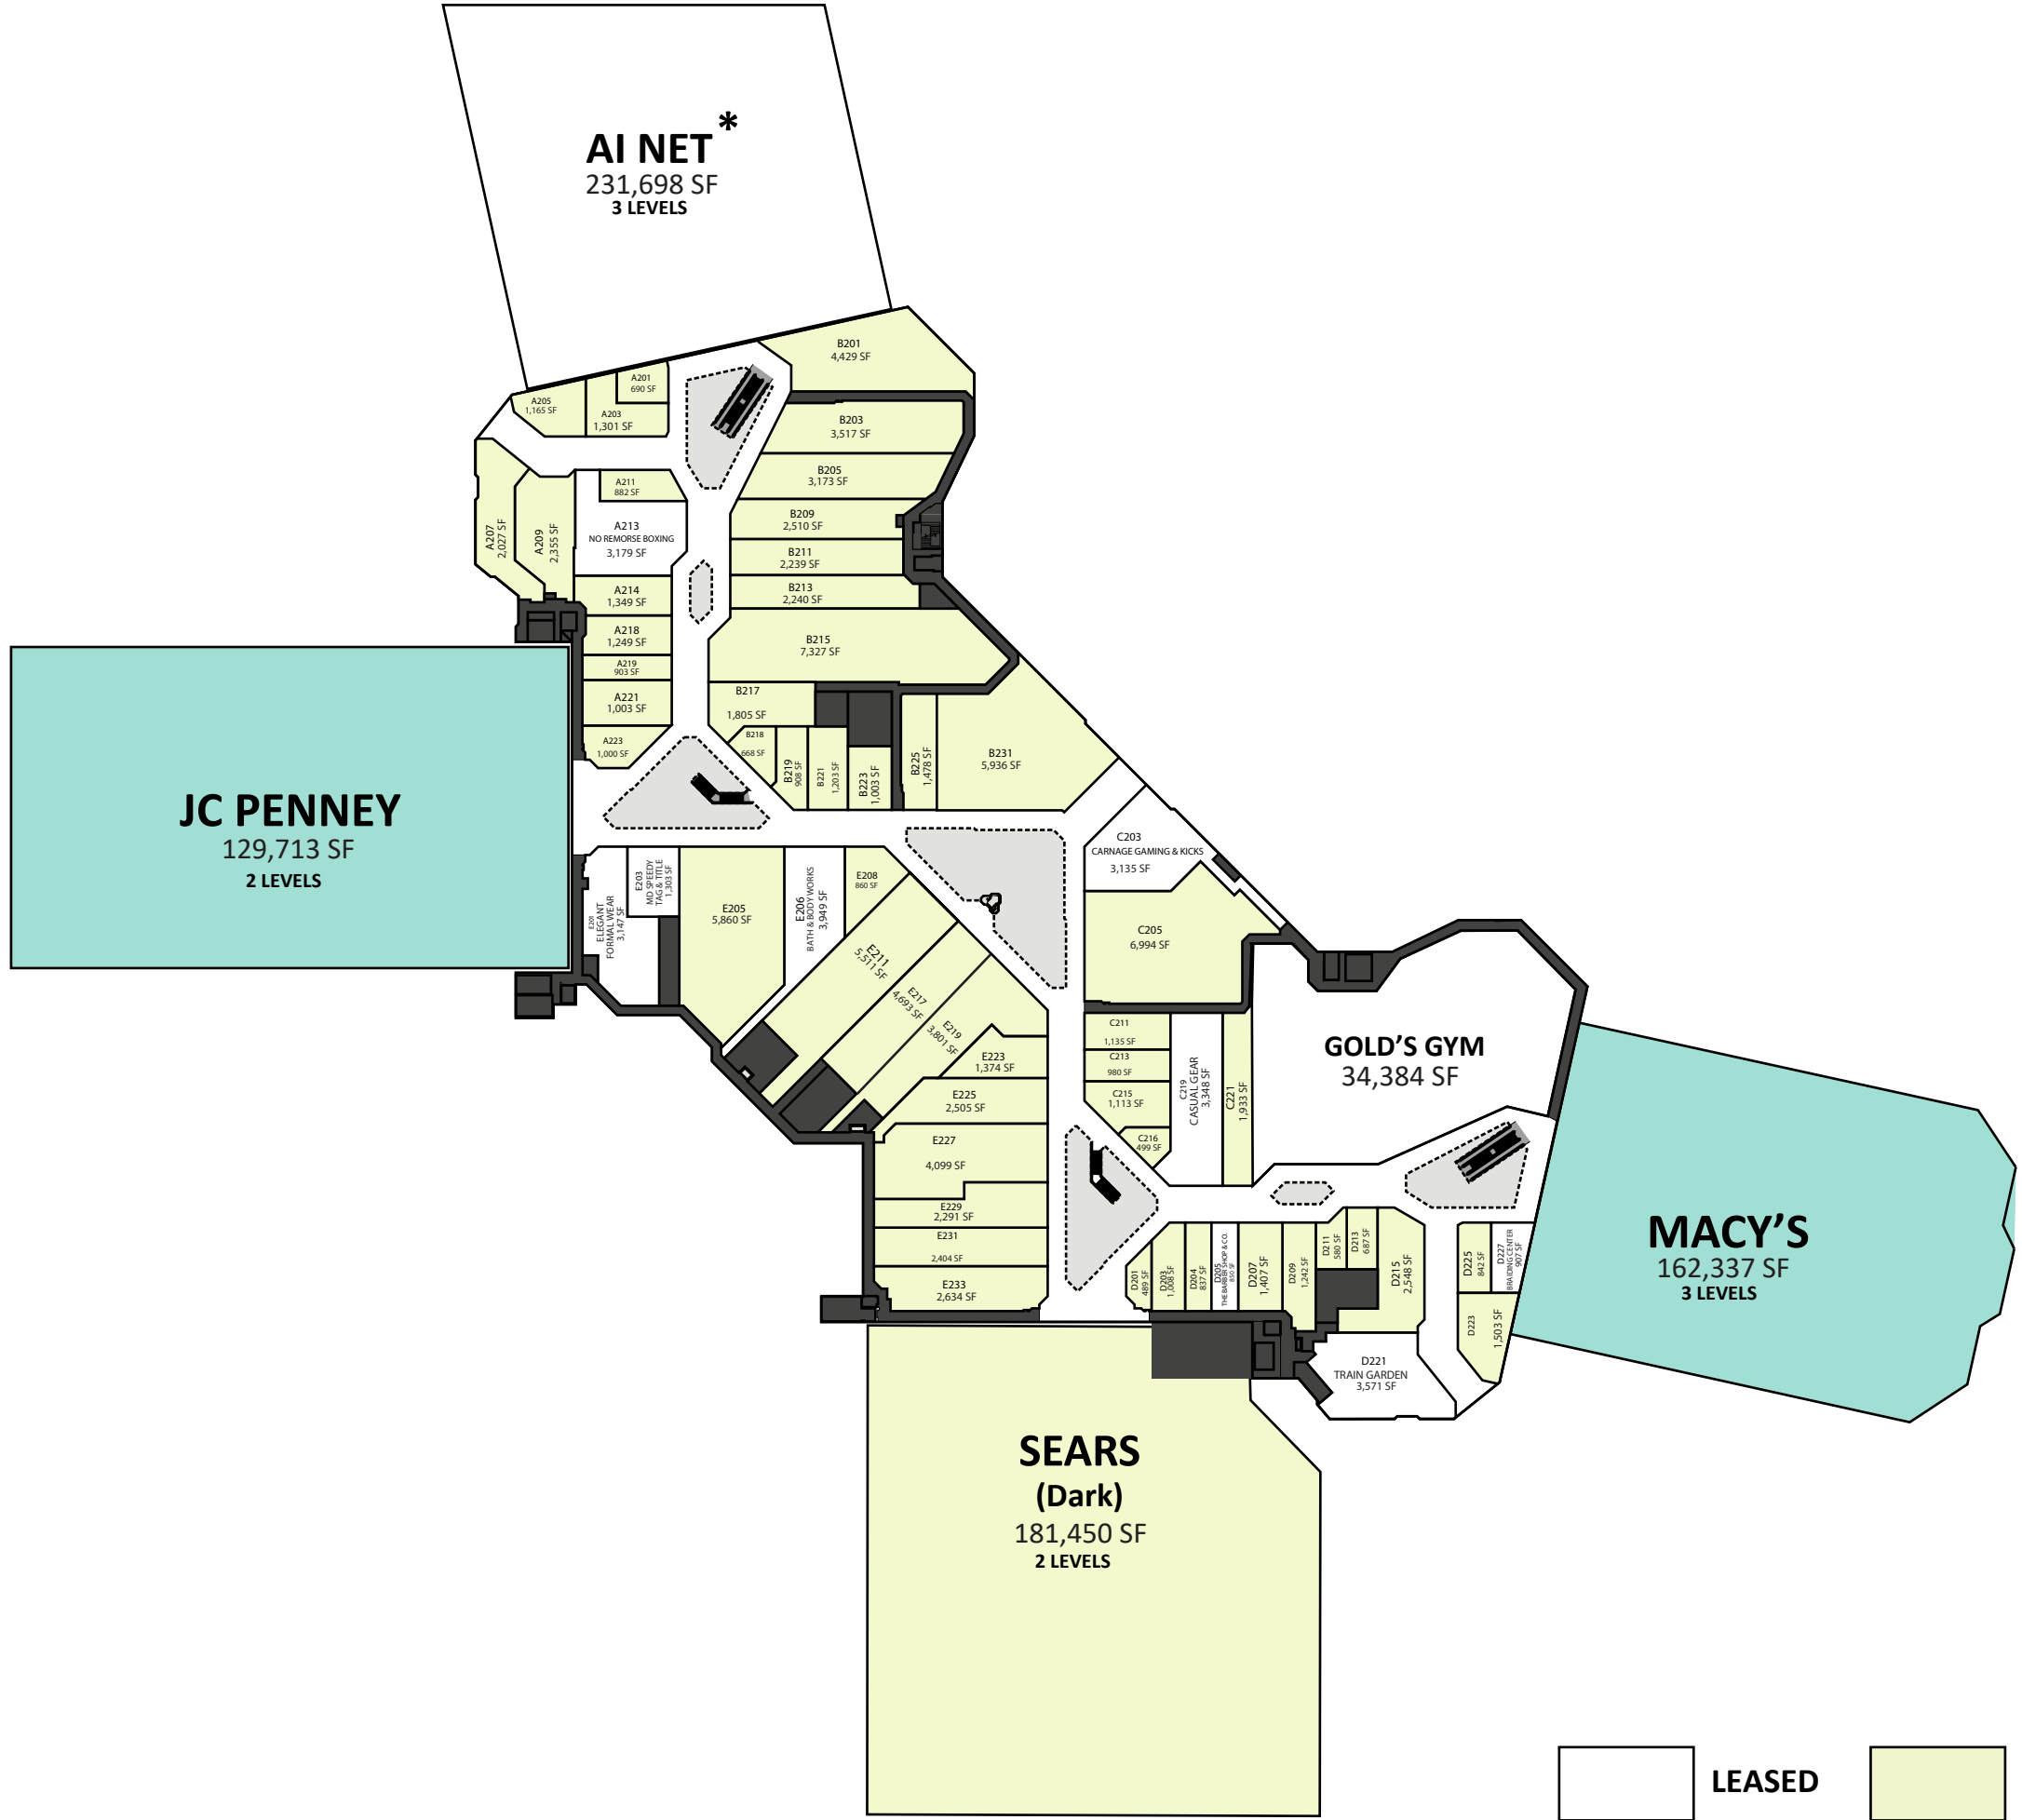 AI NET*
231,698 SF
3 LEVELS
B201
4,429 SF
A201
690 SF
A205
1,165 SF
A203
1,301 SF
B203
3,517 SF
B205
3,173 SF
A211
882 SF
B209
2,510 SF
A207
2,027 SF
A209
2,355 SF
A213
NO REMORSE BOXING
3,179 SF
B211
2,239 SF
B213
2,240 SF
A214
1,349 SF
A218
1,249 SF
B215
7,327 SF
A219
903 SF
A221
1,003 SF
B217
1,805 SF
A223
1,000 SF
B218
668 SF
B219
908 SF
B221
1,203 SF
B223
1,003 SF
B225
1,478 SF
B231
5,936 SF
JC PENNEY
129,713 SF
2 LEVELS
C203
CARNAGE GAMING & KICKS
3,135 SF
E201
ELEGANT
FORMAL WEAR
3,147 SF
E203
MD SPEEDY
TAG & TITLE
1,303 SF
E205
5,860 SF
E206
BATH & BODY WORKS
3,949 SF
E208
860 SF
C205
6,994 SF
E211
5,511 SF
E217
4,693 SF
E219
3,801 SF
E223
1,374 SF
C211
1,135 SF
C213
980 SF
C215
1,113 SF
C216
499 SF
C219
CASUAL GEAR
3,348 SF
C221
1,933 SF
GOLD’S GYM
34,384 SF
E225
2,505 SF
E227
4,099 SF
E229
2,291 SF
E231
2,404 SF
E233
2,634 SF
D201
489 SF
D203
1,008 SF
D204
837 SF
D205
THE BARBER SHOP & CO.
850 SF
D207
1,407 SF
D209
1,242 SF
D211
580 SF
D213
687 SF
D215
2,548 SF
D225
842 SF
D227
BRAIDING CENTER
907 SF
D223
1,503 SF
MACY’S
162,337 SF
3 LEVELS
D221
TRAIN GARDEN
3,571 SF
SEARS
(Dark)
181,450 SF
2 LEVELS
LEASED